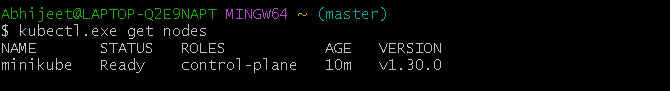 Abhijeet@LAPTOP-Q2E9NAPT MINGW64 ~ (master)
$ kubectl.exe get nodes
NAME       STATUS   ROLES           AGE   VERSION
minikube   Ready    control-plane   10m   v1.30.0